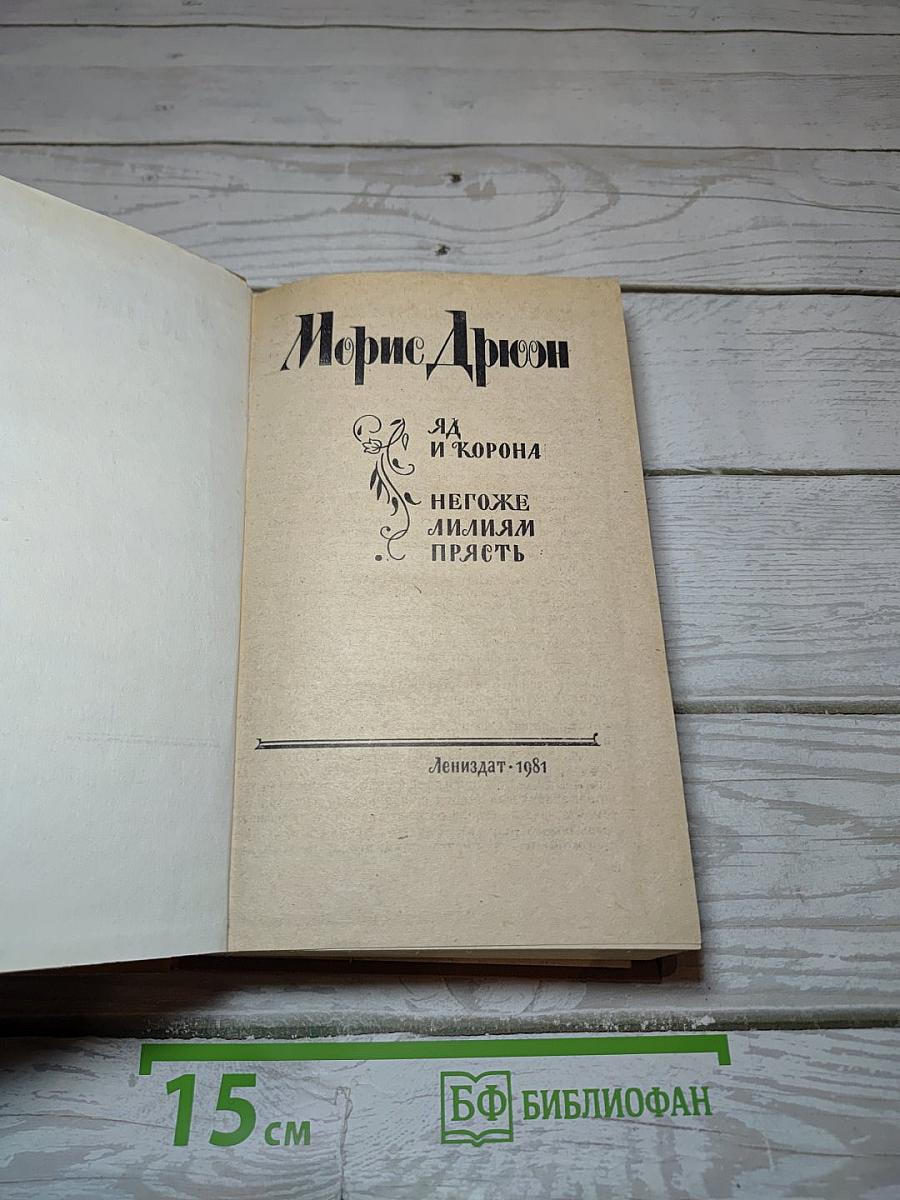 Морис Дрюон
ЯД
И КОРОНА
НЕГОЖЕ
ЛИЛИЯМ
ПРЯСТЬ
Лениздат · 1981
15 см
БФ БИБЛИОФАН